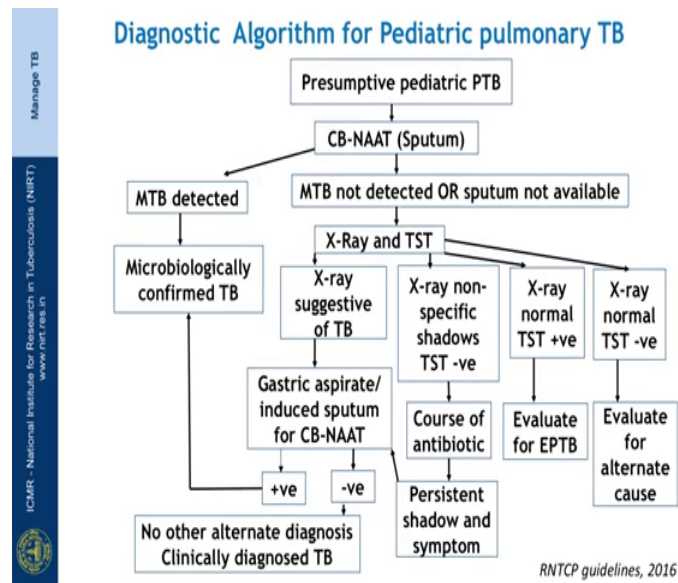 Diagnostic Algorithm for Pediatric pulmonary TB
Manage TB
ICMR - National Institute for Research in Tuberculosis (NIRT)
www.nirt.res.in
Presumptive pediatric PTB
CB-NAAT (Sputum)
MTB detected
MTB not detected OR sputum not available
Microbiologically
confirmed TB
X-Ray and TST
X-ray
suggestive
of TB
X-ray non-
specific
shadows
TST -ve
X-ray
normal
TST +ve
X-ray
normal
TST -ve
Gastric aspirate/
induced sputum
for CB-NAAT
Course of
antibiotic
Evaluate
for EPTB
Evaluate
for
alternate
cause
+ve
-ve
Persistent
shadow and
symptom
No other alternate diagnosis
Clinically diagnosed TB
RNTCP guidelines, 2016